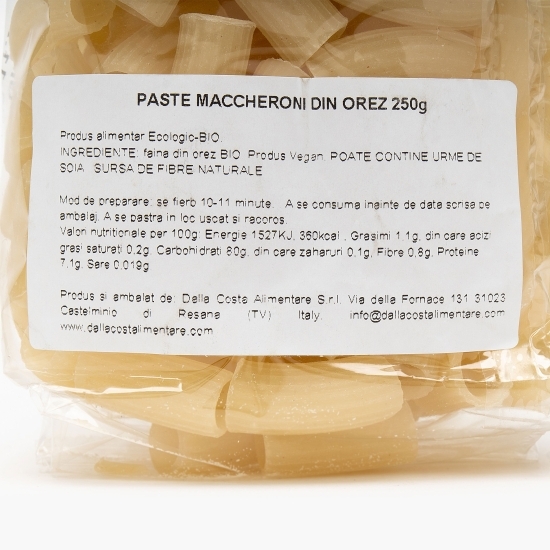 PASTE MACCHERONI DIN OREZ 250g
Produs alimentar Ecologic-BIO.
INGREDIENTE: faina din orez BIO. Produs Vegan. POATE CONTINE URME DE
SOIA. SURSA DE FIBRE NATURALE
Mod de preparare: se fierb 10-11 minute. A se consuma inainte de data scrisa pe
ambalaj. A se pastra in loc uscat si racoros.
Valori nutritionale per 100g: Energie 1527KJ, 360kcal, Grasimi 1,1g, din care acizi
grasi saturati 0,2g, Carbohidrati 80g, din care zaharuri 0,1g, Fibre 0,8g, Proteine
7,1g, Sare 0,019g
Produs si ambalat de: Dalla Costa Alimentare S.r.l. Via della Fornace 131 31023
Castelminio di Resana (TV) Italy. info@dallacostalimentare.com
www.dallacostalimentare.com